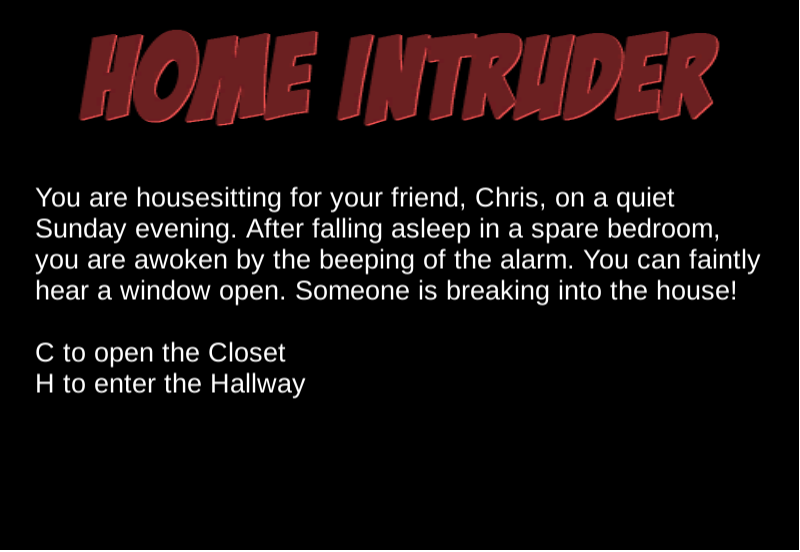 HOME INTRUDER
You are housesitting for your friend, Chris, on a quiet
Sunday evening. After falling asleep in a spare bedroom,
you are awoken by the beeping of the alarm. You can faintly
hear a window open. Someone is breaking into the house!
C to open the Closet
H to enter the Hallway